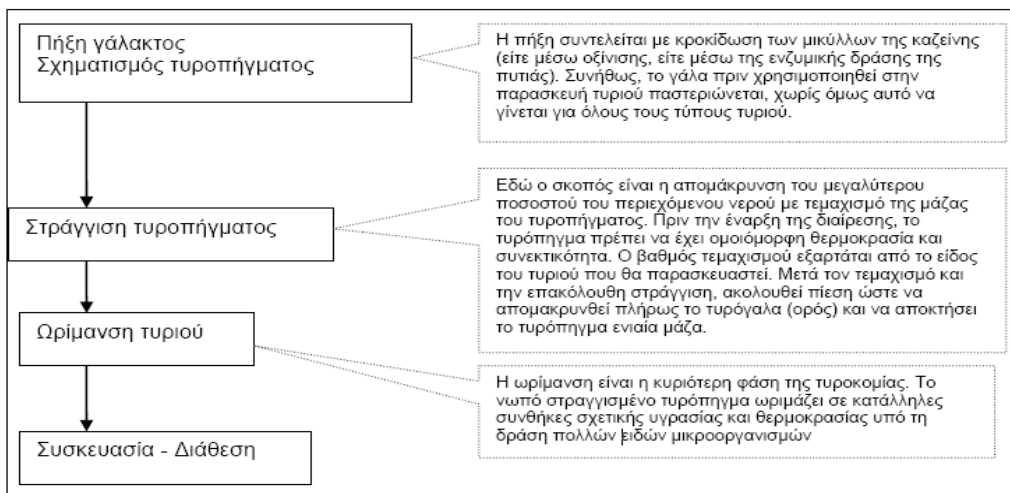 Πήξη γάλακτος
Σχηματισμός τυροπήγματος
Η πήξη συντελείται με κροκίδωση των μικύλλων της καζείνης
(είτε μέσω οξίνισης, είτε μέσω της ενζυμικής δράσης της
πυτιάς). Συνήθως, το γάλα πριν χρησιμοποιηθεί στην
παρασκευή τυριού παστεριώνεται, χωρίς όμως αυτό να
γίνεται για όλους τους τύπους τυριού.
Στράγγιση τυροπήγματος
Εδώ ο σκοπός είναι η απομάκρυνση του μεγαλύτερου
ποσοστού του περιεχόμενου νερού με τεμαχισμό της μάζας
του τυροπήγματος. Πριν την έναρξη της διαίρεσης, το
τυρόπηγμα πρέπει να έχει ομοιόμορφη θερμοκρασία και
συνεκτικότητα. Ο βαθμός τεμαχισμού εξαρτάται από το είδος
του τυριού που θα παρασκευαστεί. Μετά τον τεμαχισμό και
την επακόλουθη στράγγιση, ακολουθεί πίεση ώστε να
απομακρυνθεί πλήρως το τυρόγαλα (ορός) και να αποκτήσει
το τυρόπηγμα ενιαία μάζα.
Ωρίμανση τυριού
Η ωρίμανση είναι η κυριότερη φάση της τυροκομίας. Το
νωπό στραγγισμένο τυρόπηγμα ωριμάζει σε κατάλληλες
συνθήκες σχετικής υγρασίας και θερμοκρασίας υπό τη
δράση πολλών ειδών μικροοργανισμών
Συσκευασία - Διάθεση